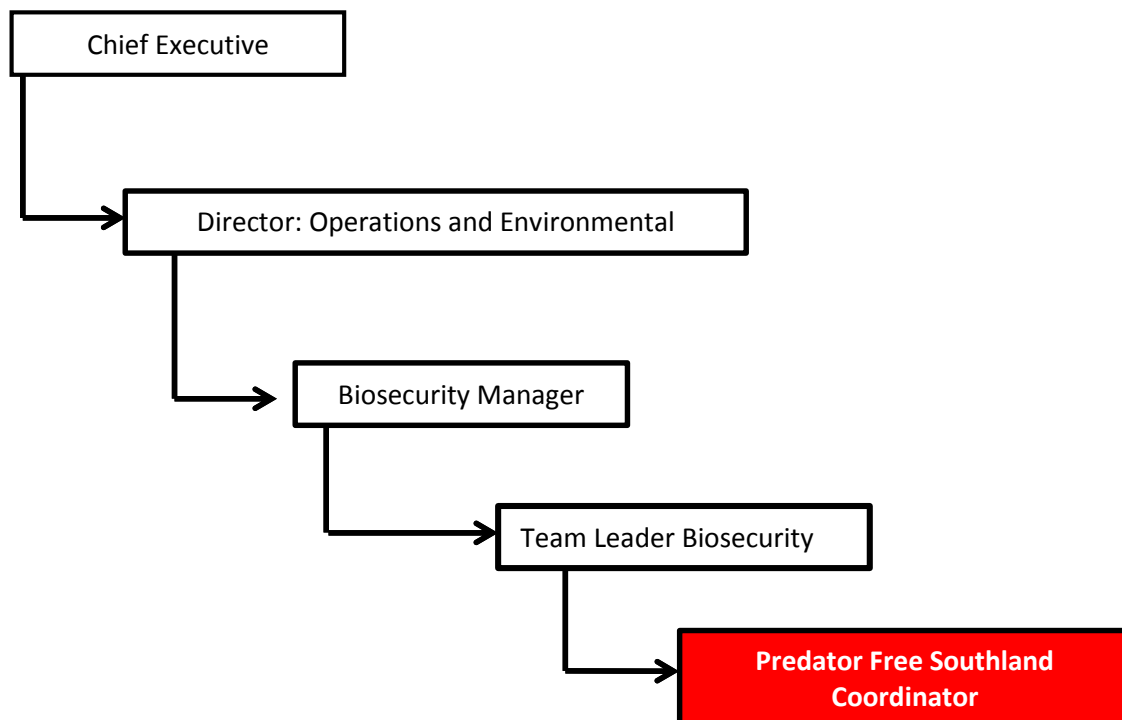 Chief Executive
Director: Operations and Environmental
Biosecurity Manager
Team Leader Biosecurity
Predator Free Southland
Coordinator